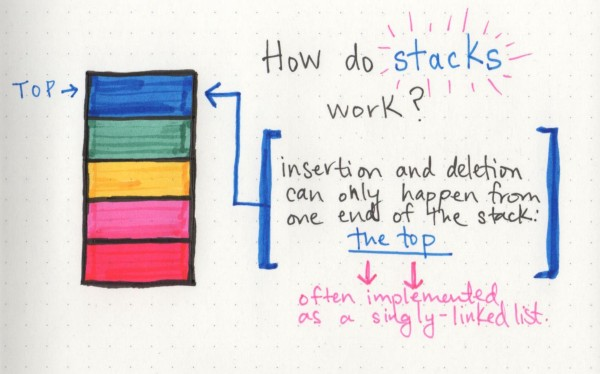 How do stacks
work?
TOP →
insertion and deletion
can only happen from
one end of the stack:
the top
often implemented
as a singly-linked list.